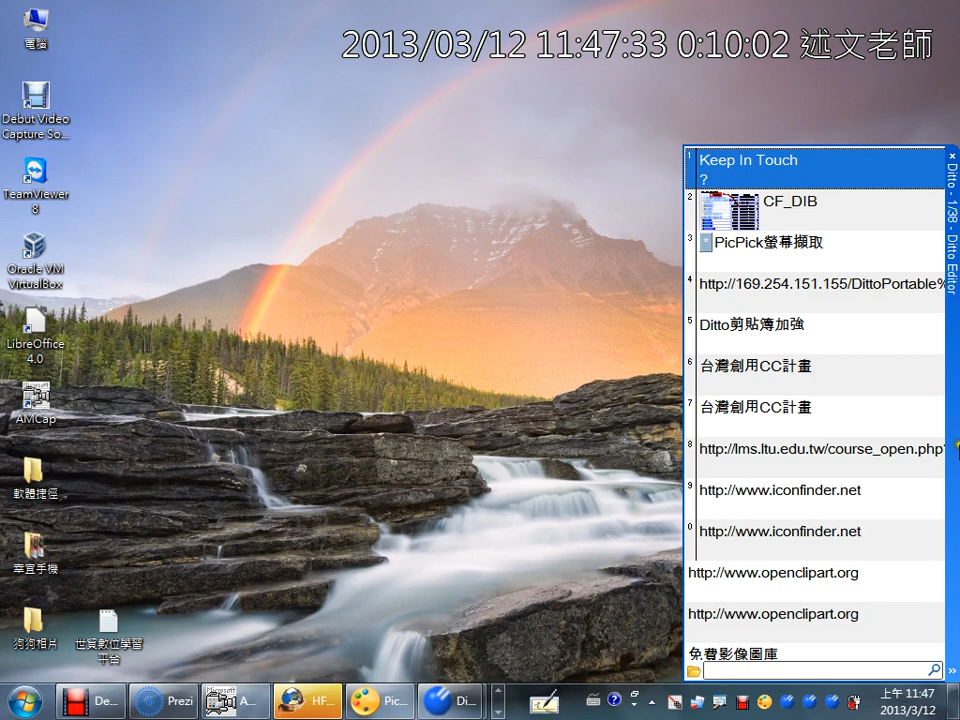 2013/03/12 11:47:33 0:10:02 述文老師
電腦
Debut Video
Capture So...
TeamViewer
8
Oracle VM
VirtualBox
LibreOffice
4.0
AMCap
軟體捷徑
宰宜手機
狗狗相片
世貿數位學習
平台
Ditto - 1/38 - Ditto Editor
1 Keep In Touch
?
2 CF_DIB
3 PicPick螢幕擷取
4 http://169.254.151.155/DittoPortable%
5 Ditto剪貼簿加強
6 台灣創用CC計畫
7 台灣創用CC計畫
8 http://lms.ltu.edu.tw/course_open.php?
9 http://www.iconfinder.net
0 http://www.iconfinder.net
http://www.openclipart.org
http://www.openclipart.org
免費影像圖庫
De...
Prezi
A...
HF...
Pic...
Di...
上午 11:47
2013/3/12